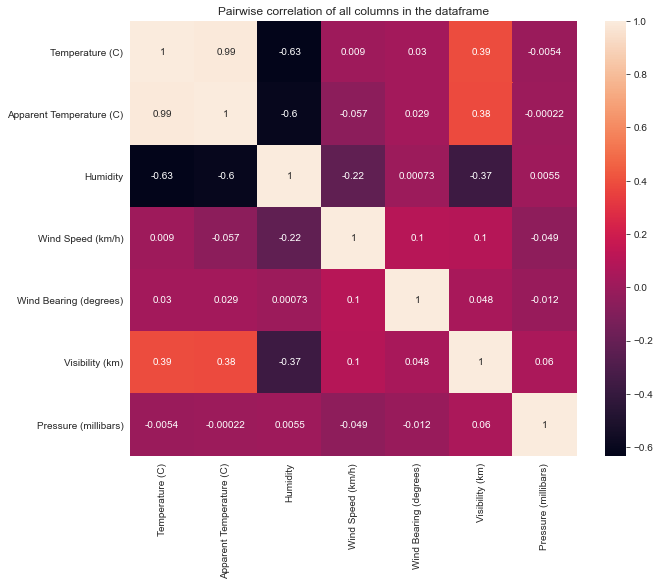 Pairwise correlation of all columns in the dataframe
Temperature (C) 1 0.99 -0.63 0.009 0.03 0.39 -0.0054
Apparent Temperature (C) 0.99 1 -0.6 -0.057 0.029 0.38 -0.00022
Humidity -0.63 -0.6 1 -0.22 0.00073 -0.37 0.0055
Wind Speed (km/h) 0.009 -0.057 -0.22 1 0.1 0.1 -0.049
Wind Bearing (degrees) 0.03 0.029 0.00073 0.1 1 0.048 -0.012
Visibility (km) 0.39 0.38 -0.37 0.1 0.048 1 0.06
Pressure (millibars) -0.0054 -0.00022 0.0055 -0.049 -0.012 0.06 1
Temperature (C)
Apparent Temperature (C)
Humidity
Wind Speed (km/h)
Wind Bearing (degrees)
Visibility (km)
Pressure (millibars)
1.0
0.8
0.6
0.4
0.2
0.0
−0.2
−0.4
−0.6